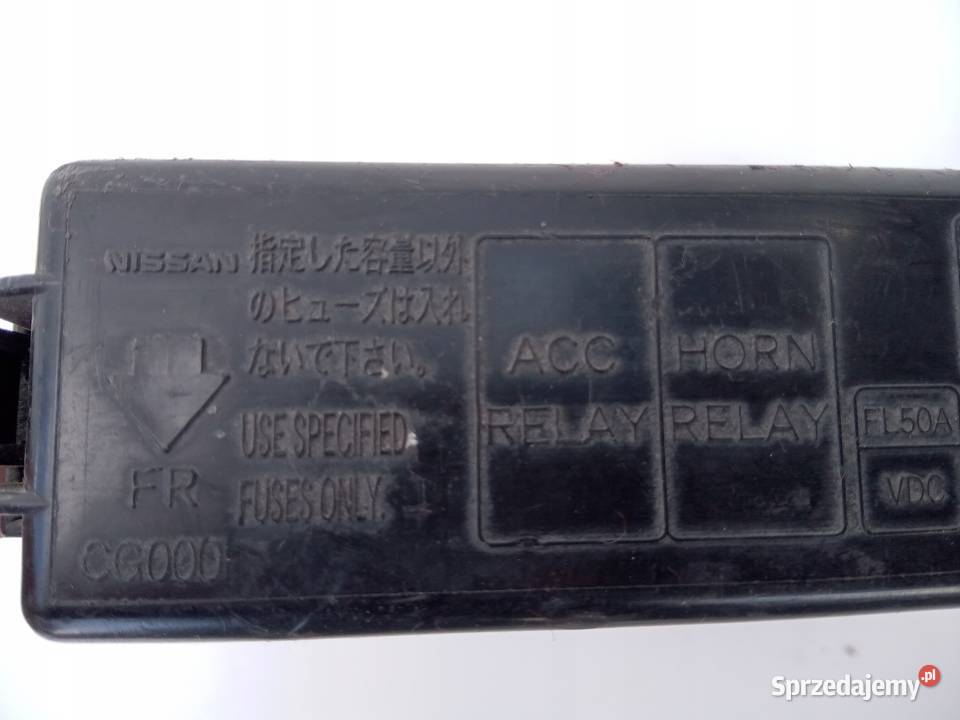 NISSAN
指定した容量以外
のヒューズは入れ
ないで下さい。
USE SPECIFIED
FUSES ONLY.
FR
CG000
ACC
RELAY
HORN
RELAY
FL50A
VDC
Sprzedajemy.pl